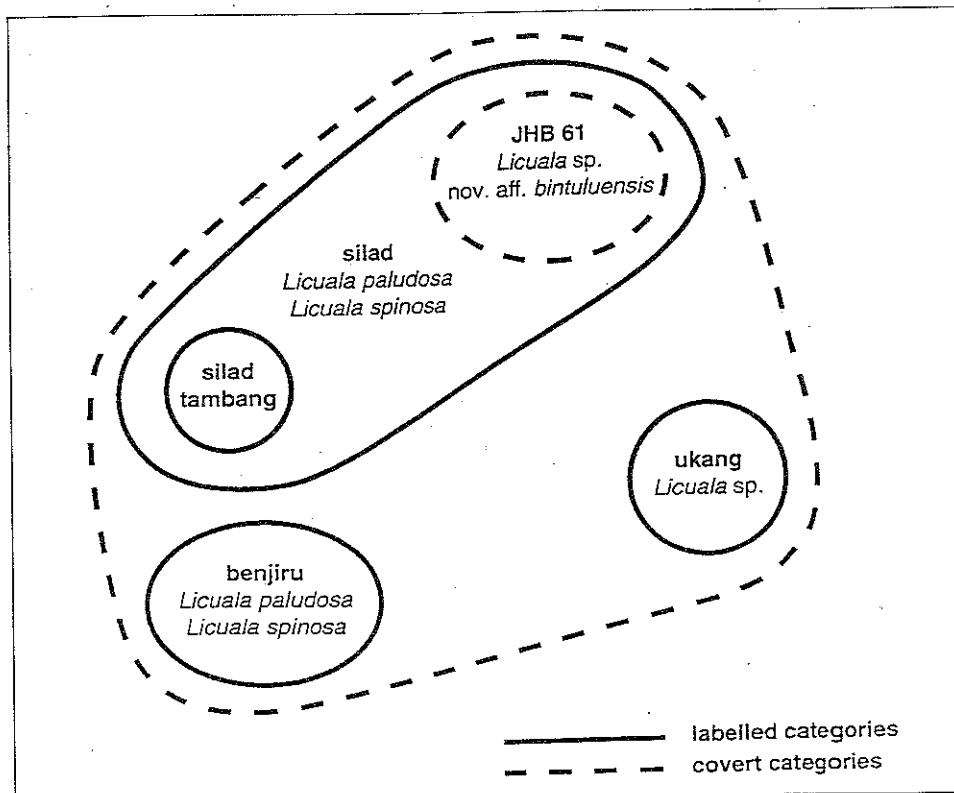 JHB 61
Licuala sp.
nov. aff. bintuluensis
silad
Licuala paludosa
Licuala spinosa
silad
tambang
ukang
Licuala sp.
benjiru
Licuala paludosa
Licuala spinosa
labelled categories
covert categories